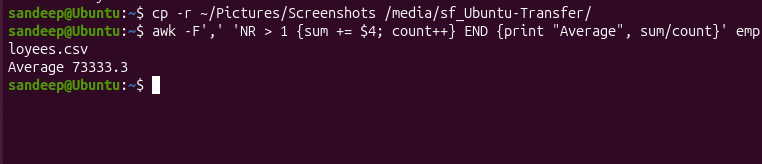 sandeep@Ubuntu:~$ cp -r ~/Pictures/Screenshots /media/sf_Ubuntu-Transfer/
sandeep@Ubuntu:~$ awk -F',' 'NR > 1 {sum += $4; count++} END {print "Average", sum/count}' emp
loyees.csv
Average 73333.3
sandeep@Ubuntu:~$